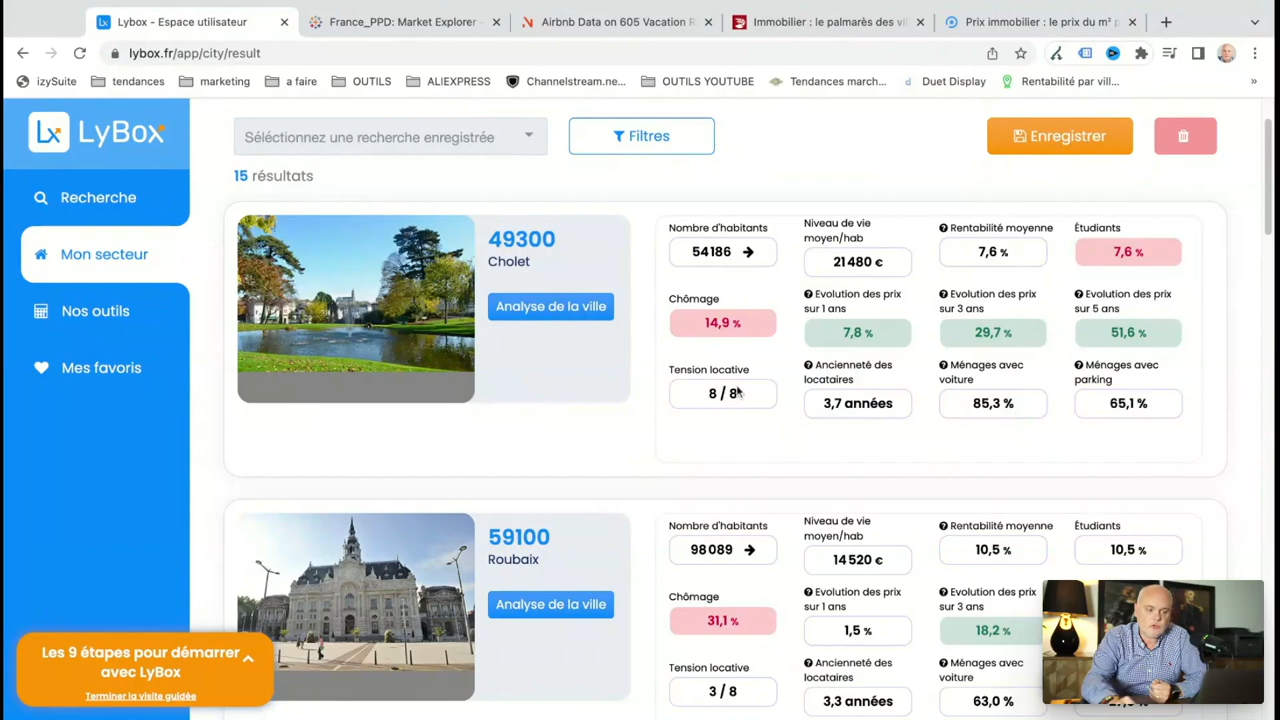 Lybox - Espace utilisateur
France_PPD: Market Explorer -
Airbnb Data on 605 Vacation R
Immobilier : le palmarès des vil
Prix immobilier : le prix du m² p
lybox.fr/app/city/result
izySuite
tendances
marketing
a faire
OUTILS
ALIEXPRESS
Channelstream.ne...
OUTILS YOUTUBE
Tendances march...
Duet Display
Rentabilité par vill...
»
Lx LyBox
Séléctionnez une recherche enregistrée
Filtres
Enregistrer
15 résultats
Recherche
Mon secteur
Nos outils
Mes favoris
49300
Cholet
Analyse de la ville
Nombre d'habitants
54 186
Niveau de vie
moyen/hab
21 480 €
Rentabilité moyenne
7,6 %
Étudiants
7,6 %
Chômage
14,9 %
Evolution des prix
sur 1 ans
7,8 %
Evolution des prix
sur 3 ans
29,7 %
Evolution des prix
sur 5 ans
51,6 %
Tension locative
8 / 8
Ancienneté des
locataires
3,7 années
Ménages avec
voiture
85,3 %
Ménages avec
parking
65,1 %
59100
Roubaix
Analyse de la ville
Nombre d'habitants
98 089
Niveau de vie
moyen/hab
14 520 €
Rentabilité moyenne
10,5 %
Étudiants
10,5 %
Chômage
31,1 %
Evolution des prix
sur 1 ans
1,5 %
Evolution des prix
sur 3 ans
18,2 %
Tension locative
3 / 8
Ancienneté des
locataires
3,3 années
Ménages avec
voiture
63,0 %
Les 9 étapes pour démarrer
avec LyBox
Terminer la visite guidée